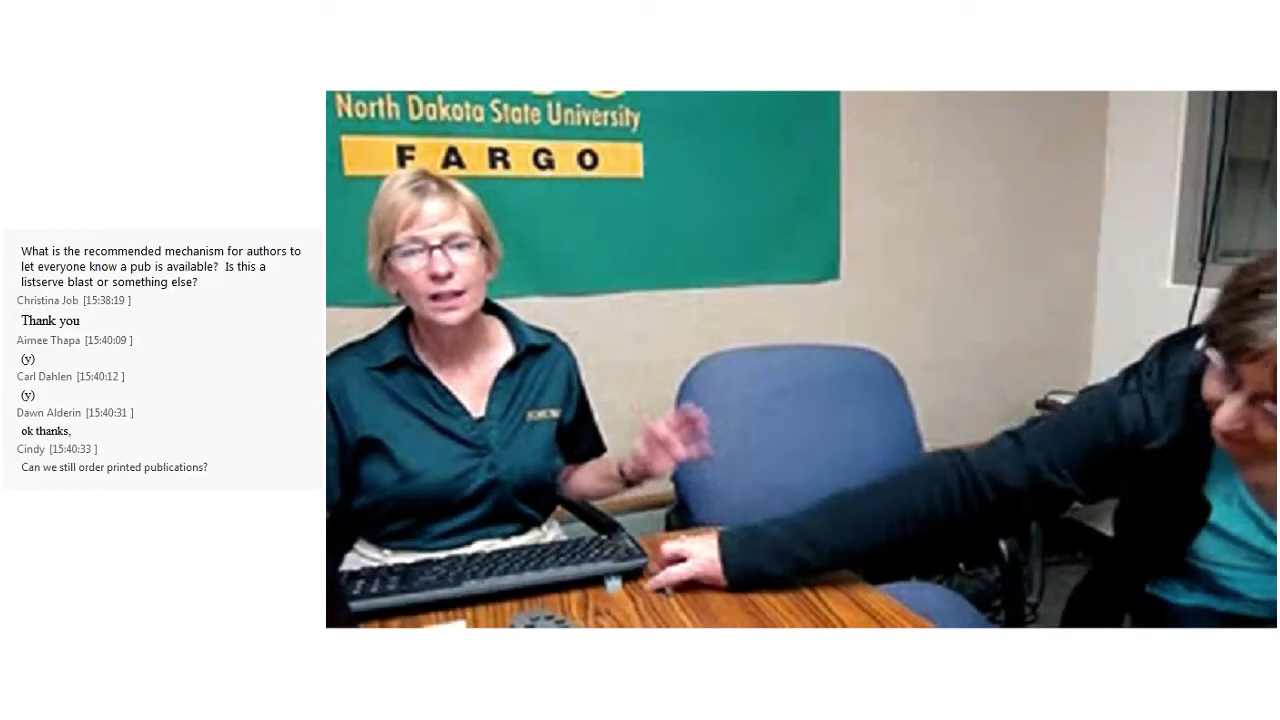 What is the recommended mechanism for authors to
let everyone know a pub is available?  Is this a
listserve blast or something else?
Christina Job [15:38:19 ]
Thank you
Aimee Thapa [15:40:09 ]
(y)
Carl Dahlen [15:40:12 ]
(y)
Dawn Alderin [15:40:31 ]
ok thanks,
Cindy [15:40:33 ]
Can we still order printed publications?
North Dakota State University
FARGO